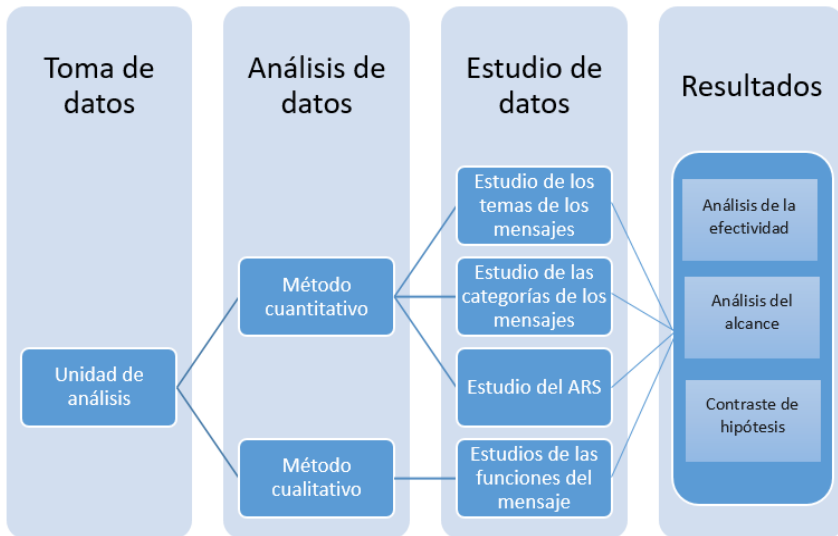 Toma de
datos
Unidad de
análisis
Análisis de
datos
Método
cuantitativo
Método
cualitativo
Estudio de
datos
Estudio de los
temas de los
mensajes
Estudio de las
categorías de los
mensajes
Estudio del ARS
Estudios de las
funciones del
mensaje
Resultados
Análisis de la
efectividad
Análisis del
alcance
Contraste de
hipótesis